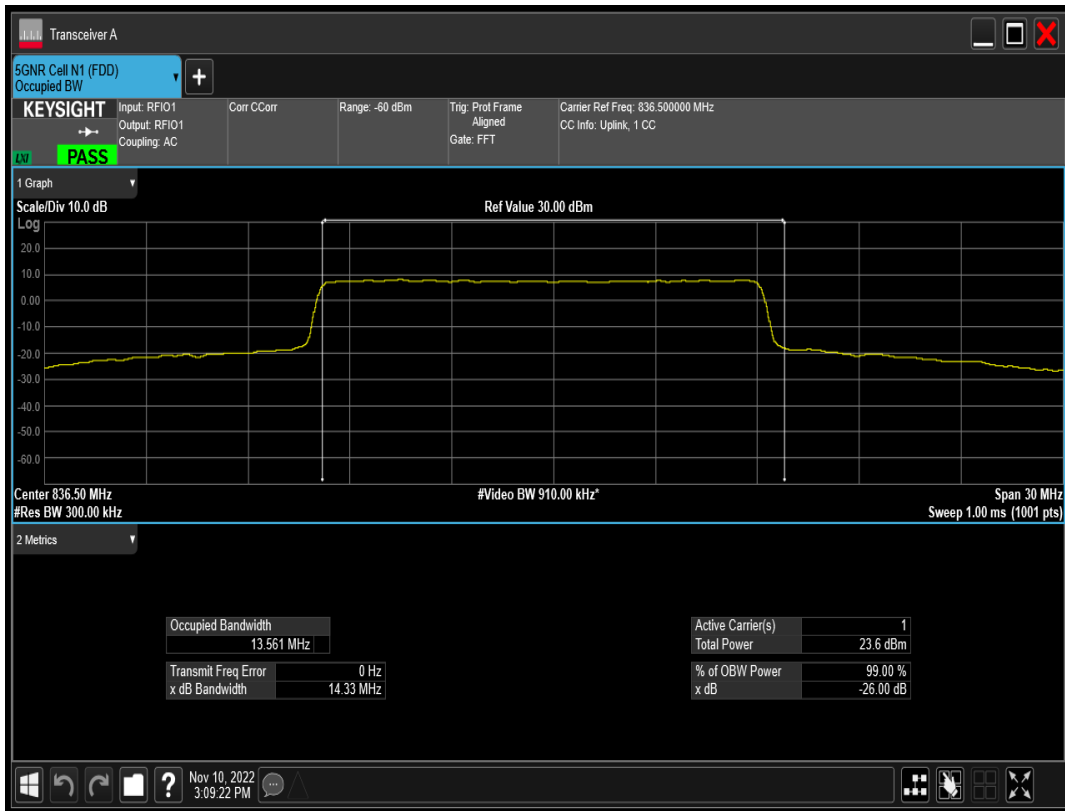 Transceiver A
5GNR Cell N1 (FDD)
Occupied BW
KEYSIGHT
LXI
PASS
Input: RFIO1
Output: RFIO1
Coupling: AC
Corr CCorr
Range: -60 dBm
Trig: Prot Frame
Aligned
Gate: FFT
Carrier Ref Freq: 836.500000 MHz
CC Info: Uplink, 1 CC
1 Graph
Scale/Div 10.0 dB
Ref Value 30.00 dBm
Log
20.0
10.0
0.00
-10.0
-20.0
-30.0
-40.0
-50.0
-60.0
Center 836.50 MHz
#Video BW 910.00 kHz*
Span 30 MHz
#Res BW 300.00 kHz
Sweep 1.00 ms (1001 pts)
2 Metrics
Occupied Bandwidth
13.561 MHz
Transmit Freq Error 0 Hz
x dB Bandwidth 14.33 MHz
Active Carrier(s) 1
Total Power 23.6 dBm
% of OBW Power 99.00 %
x dB -26.00 dB
?
Nov 10, 2022
3:09:22 PM